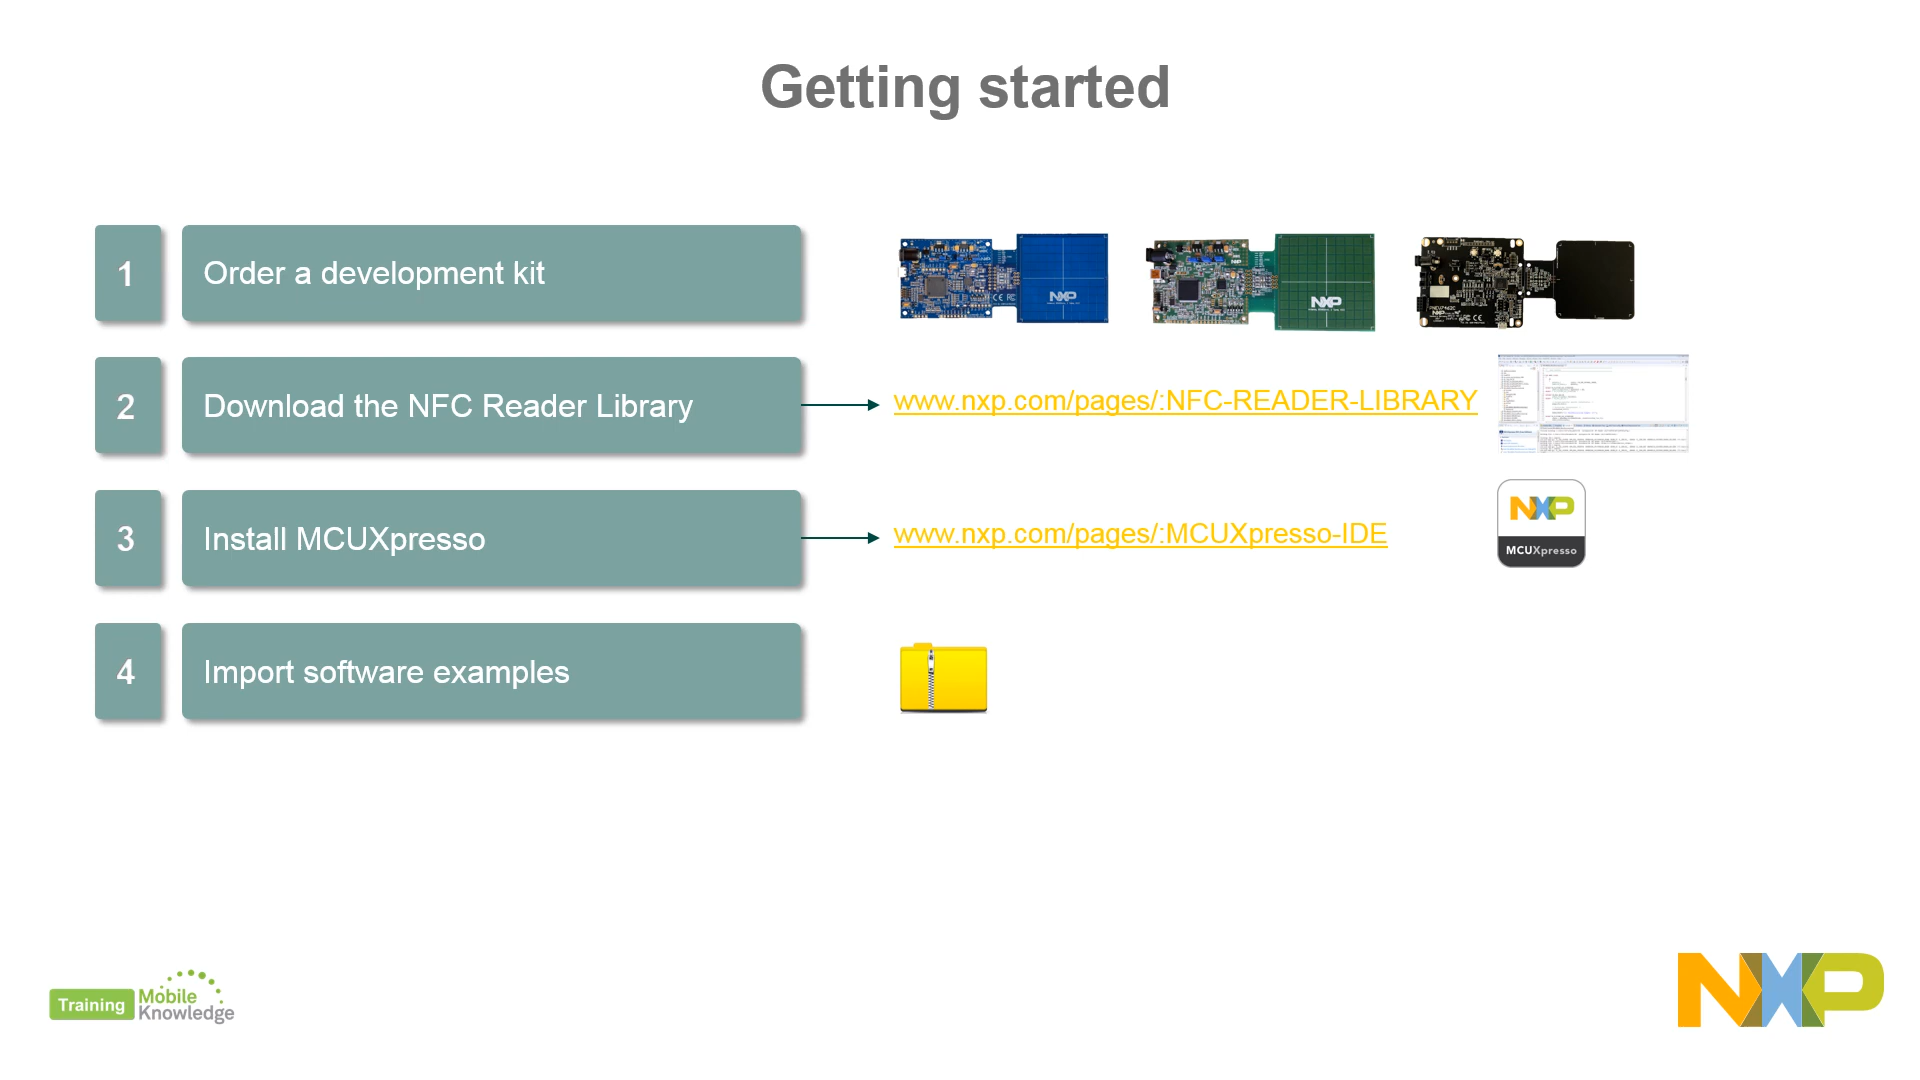 Getting started
1
Order a development kit
NXP
NXP
2
Download the NFC Reader Library
www.nxp.com/pages/:NFC-READER-LIBRARY
3
Install MCUXpresso
www.nxp.com/pages/:MCUXpresso-IDE
NXP
MCUXpresso
4
Import software examples
Training
Mobile
Knowledge
NXP